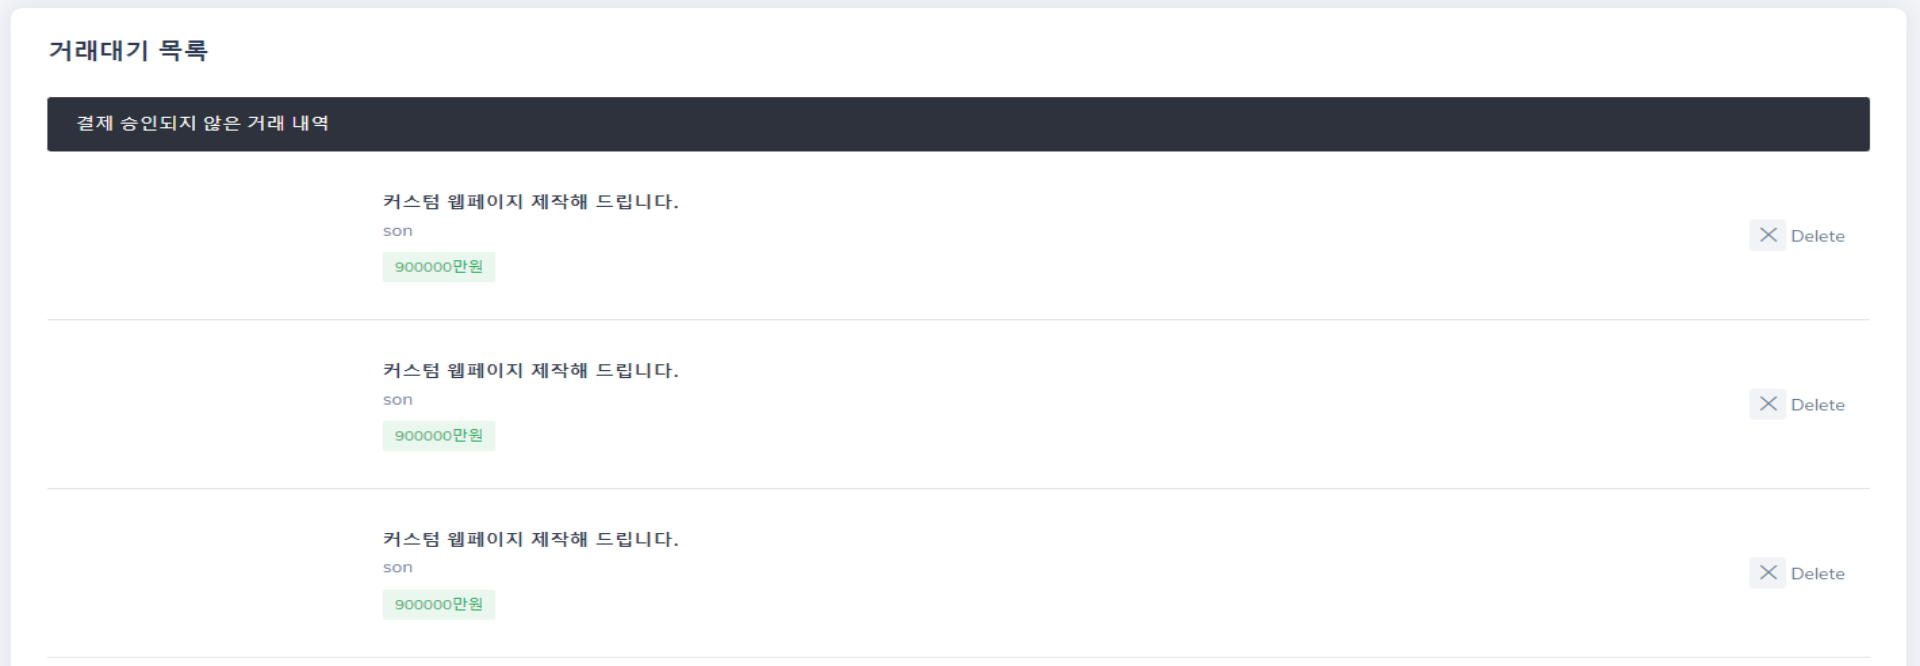 거래대기 목록
결제 승인되지 않은 거래 내역
커스텀 웹페이지 제작해 드립니다.
son
900000만원
Delete
커스텀 웹페이지 제작해 드립니다.
son
900000만원
Delete
커스텀 웹페이지 제작해 드립니다.
son
900000만원
Delete